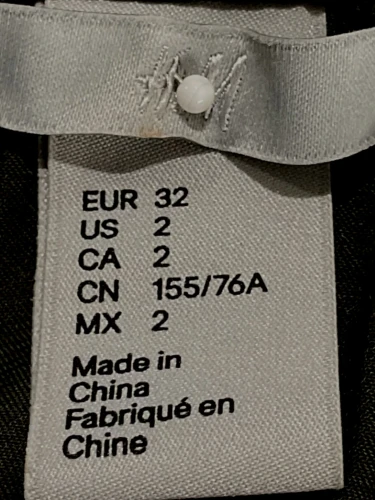 H&M
EUR 32
US 2
CA 2
CN 155/76A
MX 2
Made in
China
Fabriqué en
Chine